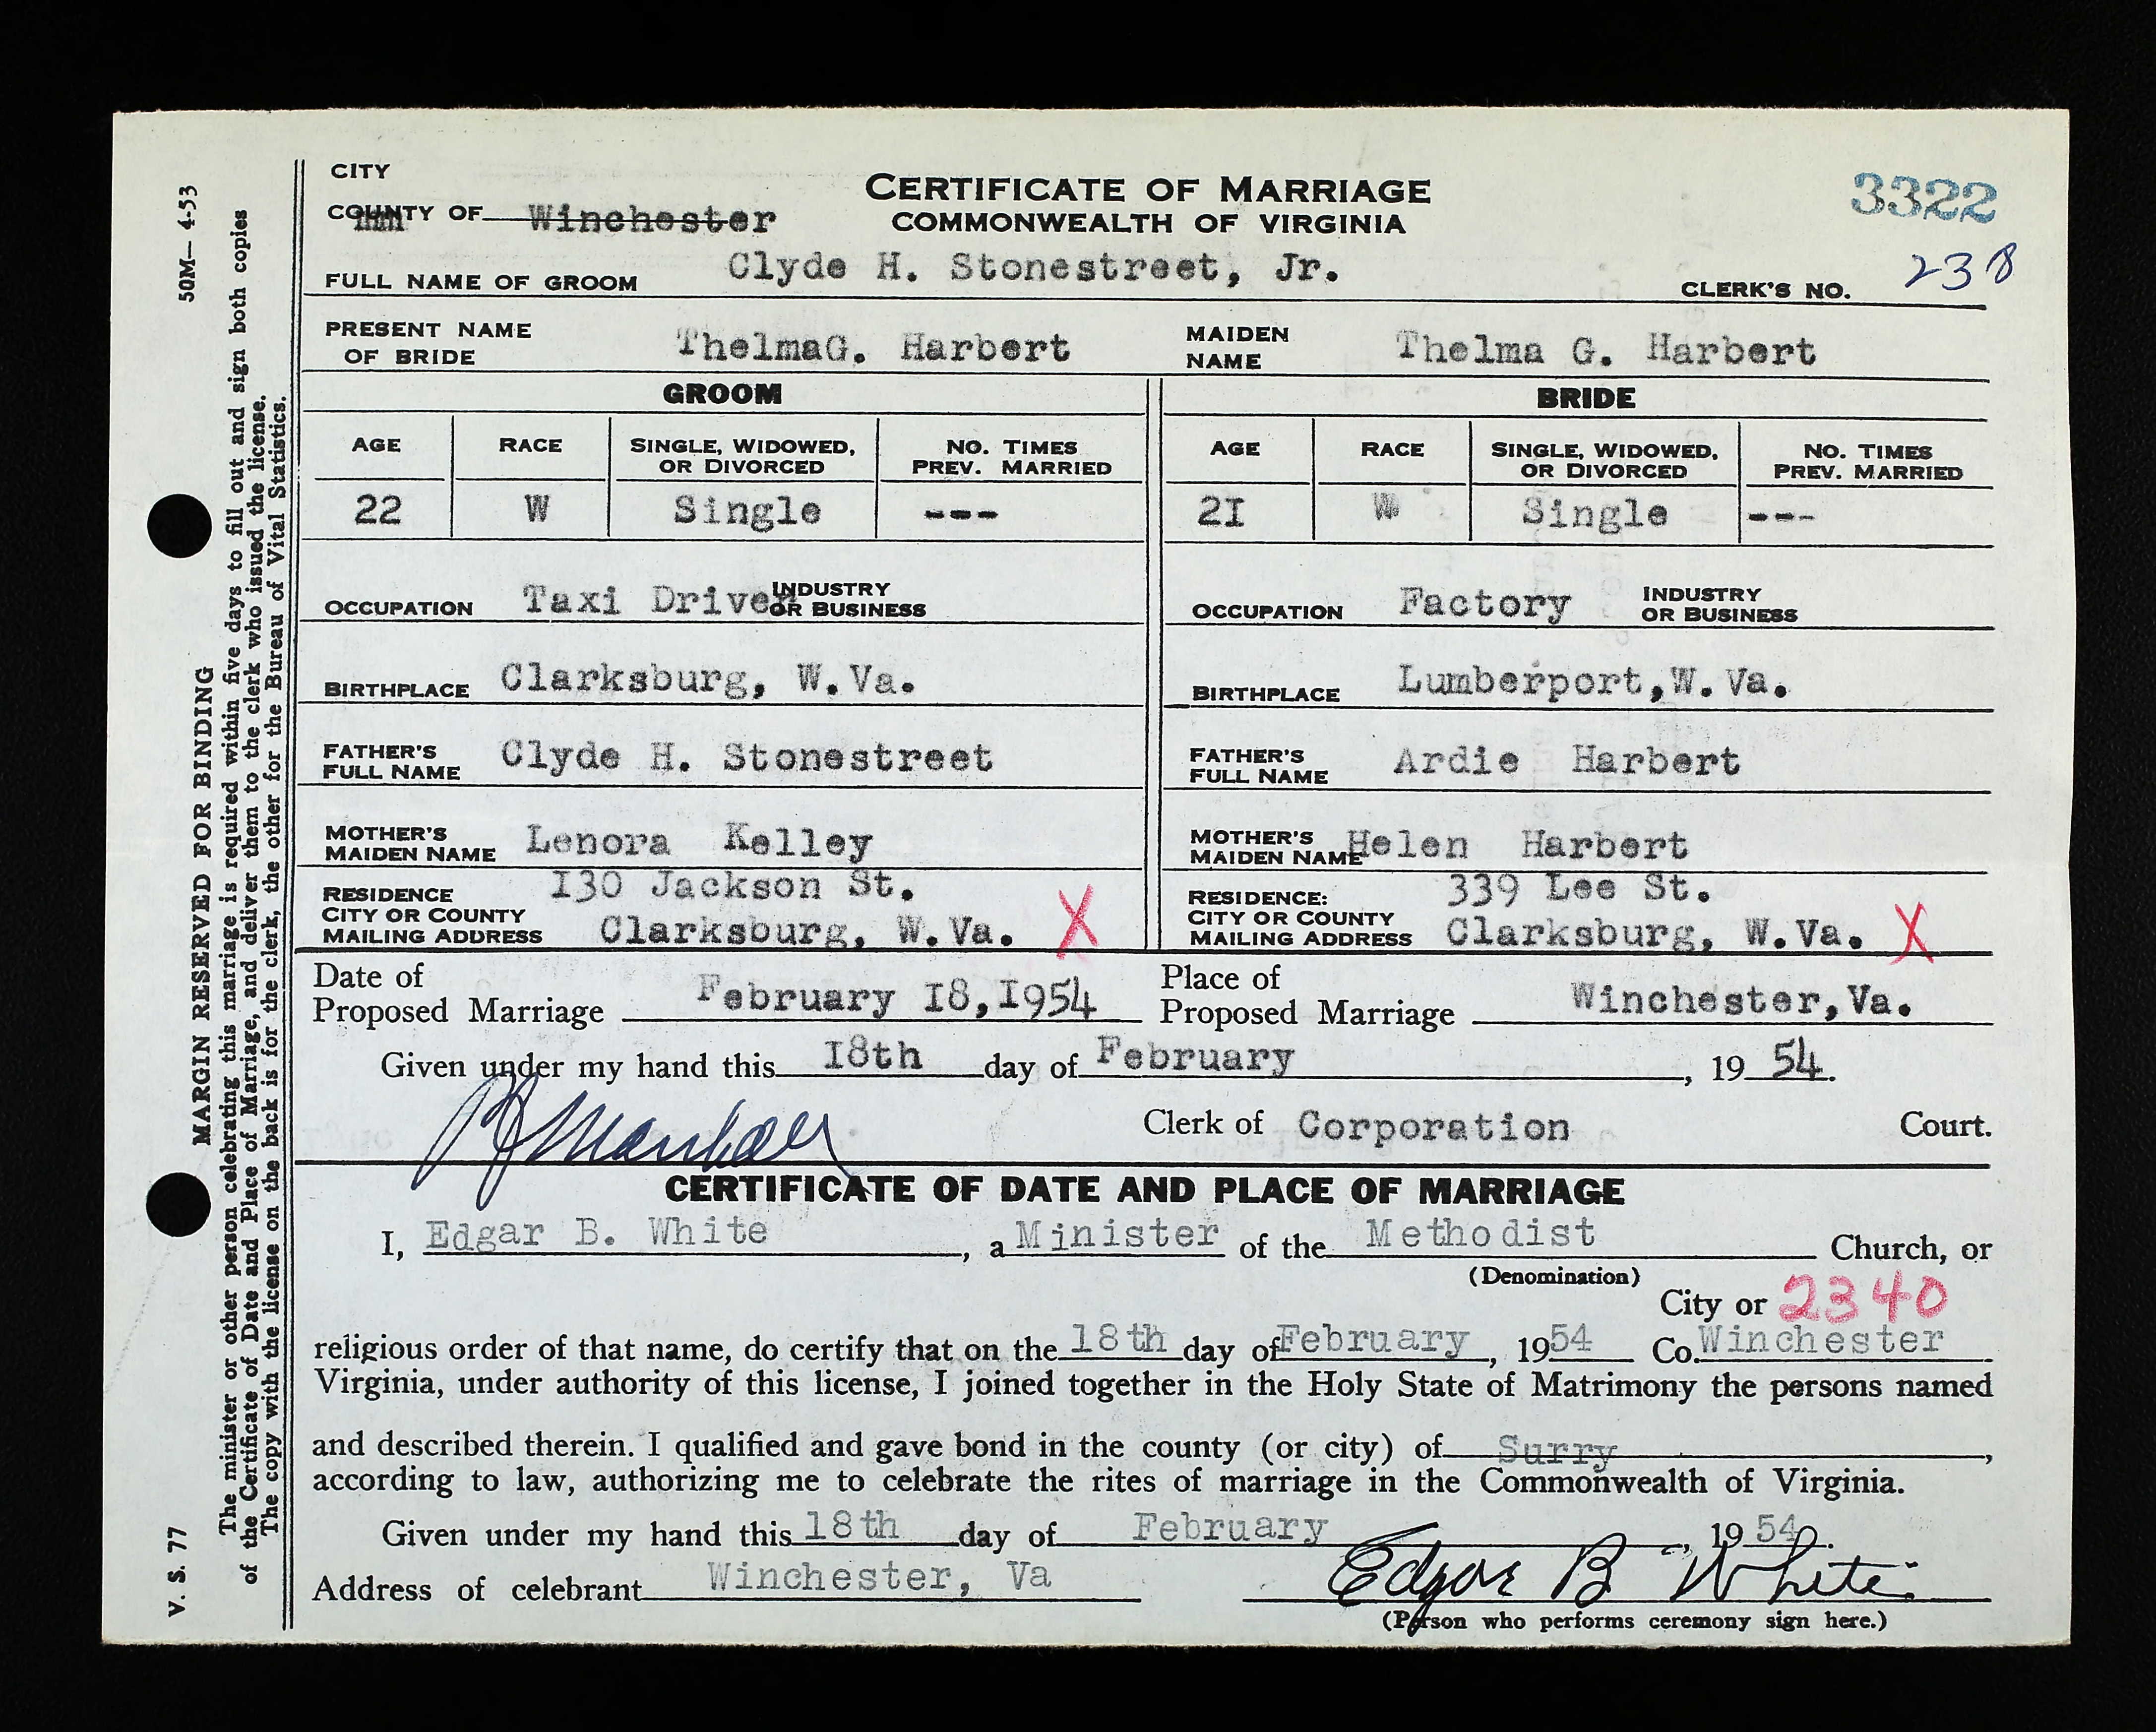 CITY
COUNTY OF Winchester
CERTIFICATE OF MARRIAGE
COMMONWEALTH OF VIRGINIA
3322
FULL NAME OF GROOM Clyde H. Stonestreet, Jr. CLERK'S NO. 238
PRESENT NAME OF BRIDE ThelmaG. Harbert MAIDEN NAME Thelma G. Harbert
GROOM BRIDE
AGE RACE SINGLE, WIDOWED, OR DIVORCED NO. TIMES PREV. MARRIED AGE RACE SINGLE, WIDOWED, OR DIVORCED NO. TIMES PREV. MARRIED
22 W Single --- 2I W Single ---
OCCUPATION Taxi Driver INDUSTRY OR BUSINESS OCCUPATION Factory INDUSTRY OR BUSINESS
BIRTHPLACE Clarksburg, W.Va. BIRTHPLACE Lumberport,W.Va.
FATHER'S FULL NAME Clyde H. Stonestreet FATHER'S FULL NAME Ardie Harbert
MOTHER'S MAIDEN NAME Lenora Kelley MOTHER'S MAIDEN NAME Helen Harbert
RESIDENCE I30 Jackson St. RESIDENCE: 339 Lee St.
CITY OR COUNTY MAILING ADDRESS Clarksburg, W.Va. X CITY OR COUNTY MAILING ADDRESS Clarksburg, W.Va. X
Date of Proposed Marriage February I8,I954 Place of Proposed Marriage Winchester,Va.
Given under my hand this I8th day of February, 19 54.
Clerk of Corporation Court.
CERTIFICATE OF DATE AND PLACE OF MARRIAGE
I, Edgar B. White, a Minister of the Methodist Church, or
(Denomination)
City or 2340
religious order of that name, do certify that on the 18th day of February, 1954 Co. Winchester
Virginia, under authority of this license, I joined together in the Holy State of Matrimony the persons named
and described therein. I qualified and gave bond in the county (or city) of Surry,
according to law, authorizing me to celebrate the rites of marriage in the Commonwealth of Virginia.
Given under my hand this 18th day of February, 19 54.
Address of celebrant Winchester, Va Edgar B White
(Person who performs ceremony sign here.)
50M—4-53
MARGIN RESERVED FOR BINDING
V. S. 77
The minister or other person celebrating this marriage is required within five days to fill out and sign both copies
of the Certificate of Date and Place of Marriage, and deliver them to the clerk who issued the license.
The copy with the license on the back is for the clerk, the other for the Bureau of Vital Statistics.